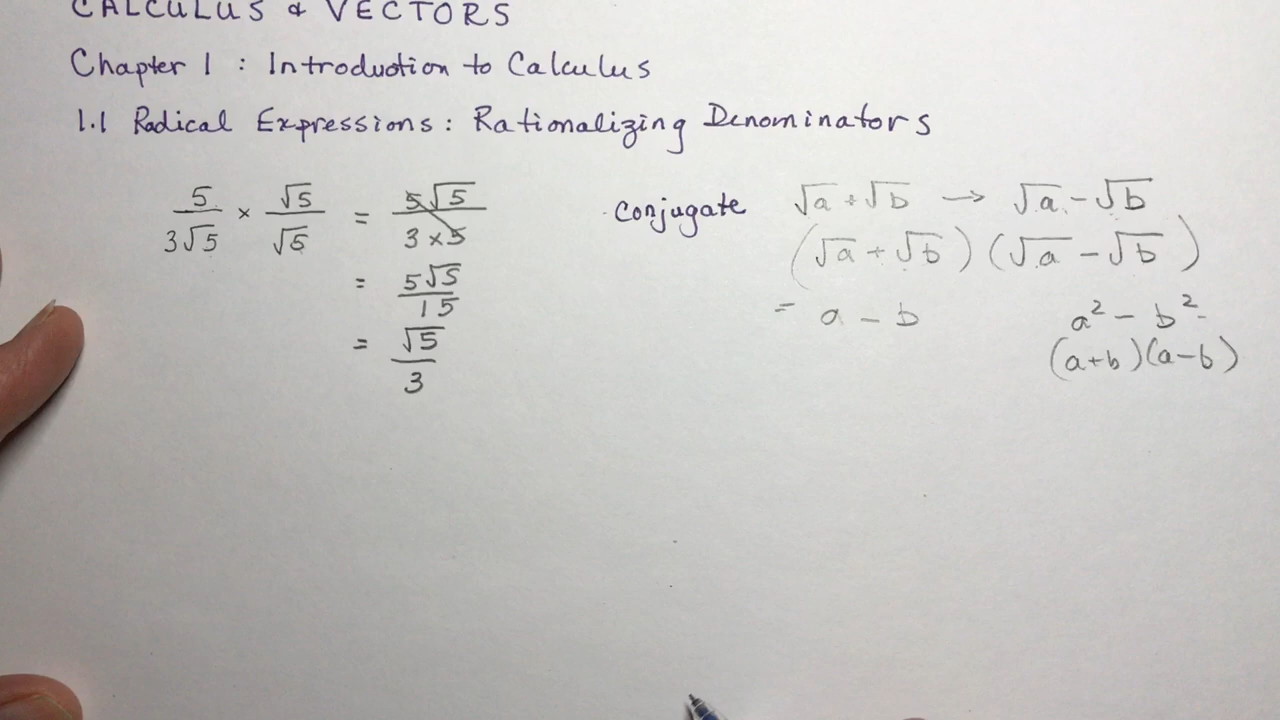 CALCULUS & VECTORS
Chapter 1 : Introduction to Calculus
1.1 Radical Expressions: Rationalizing Denominators
5/3√5 × √5/√5 = 5√5/3×5
= 5√5/15
= √5/3
Conjugate √a + √b → √a - √b
(√a + √b)(√a - √b)
= a - b
a² - b²
(a+b)(a-b)